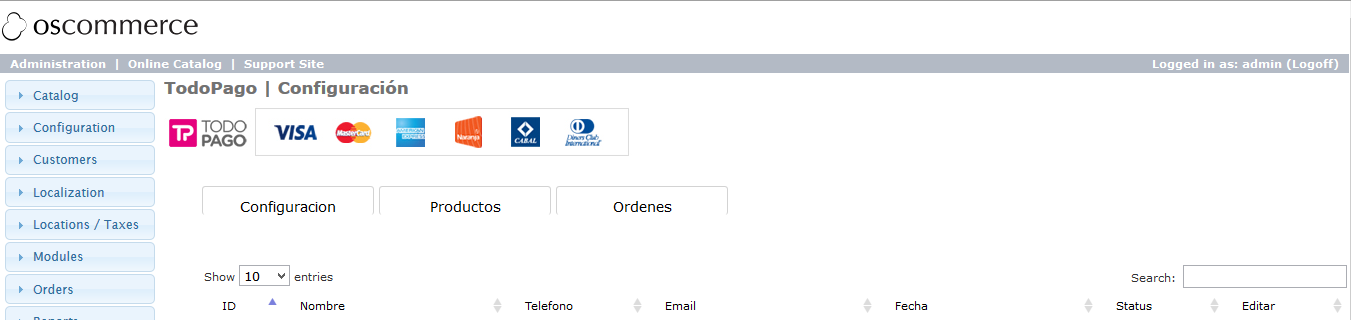 oscommerce
Administration | Online Catalog | Support Site
Logged in as: admin (Logoff)
Catalog
Configuration
Customers
Localization
Locations / Taxes
Modules
Orders
Reports
TodoPago | Configuración
TP TODO PAGO
VISA
MasterCard
AMERICAN EXPRESS
Naranja
CABAL
Diners Club International
Configuracion
Productos
Ordenes
Show 10 entries
Search:
ID Nombre Telefono Email Fecha Status Editar